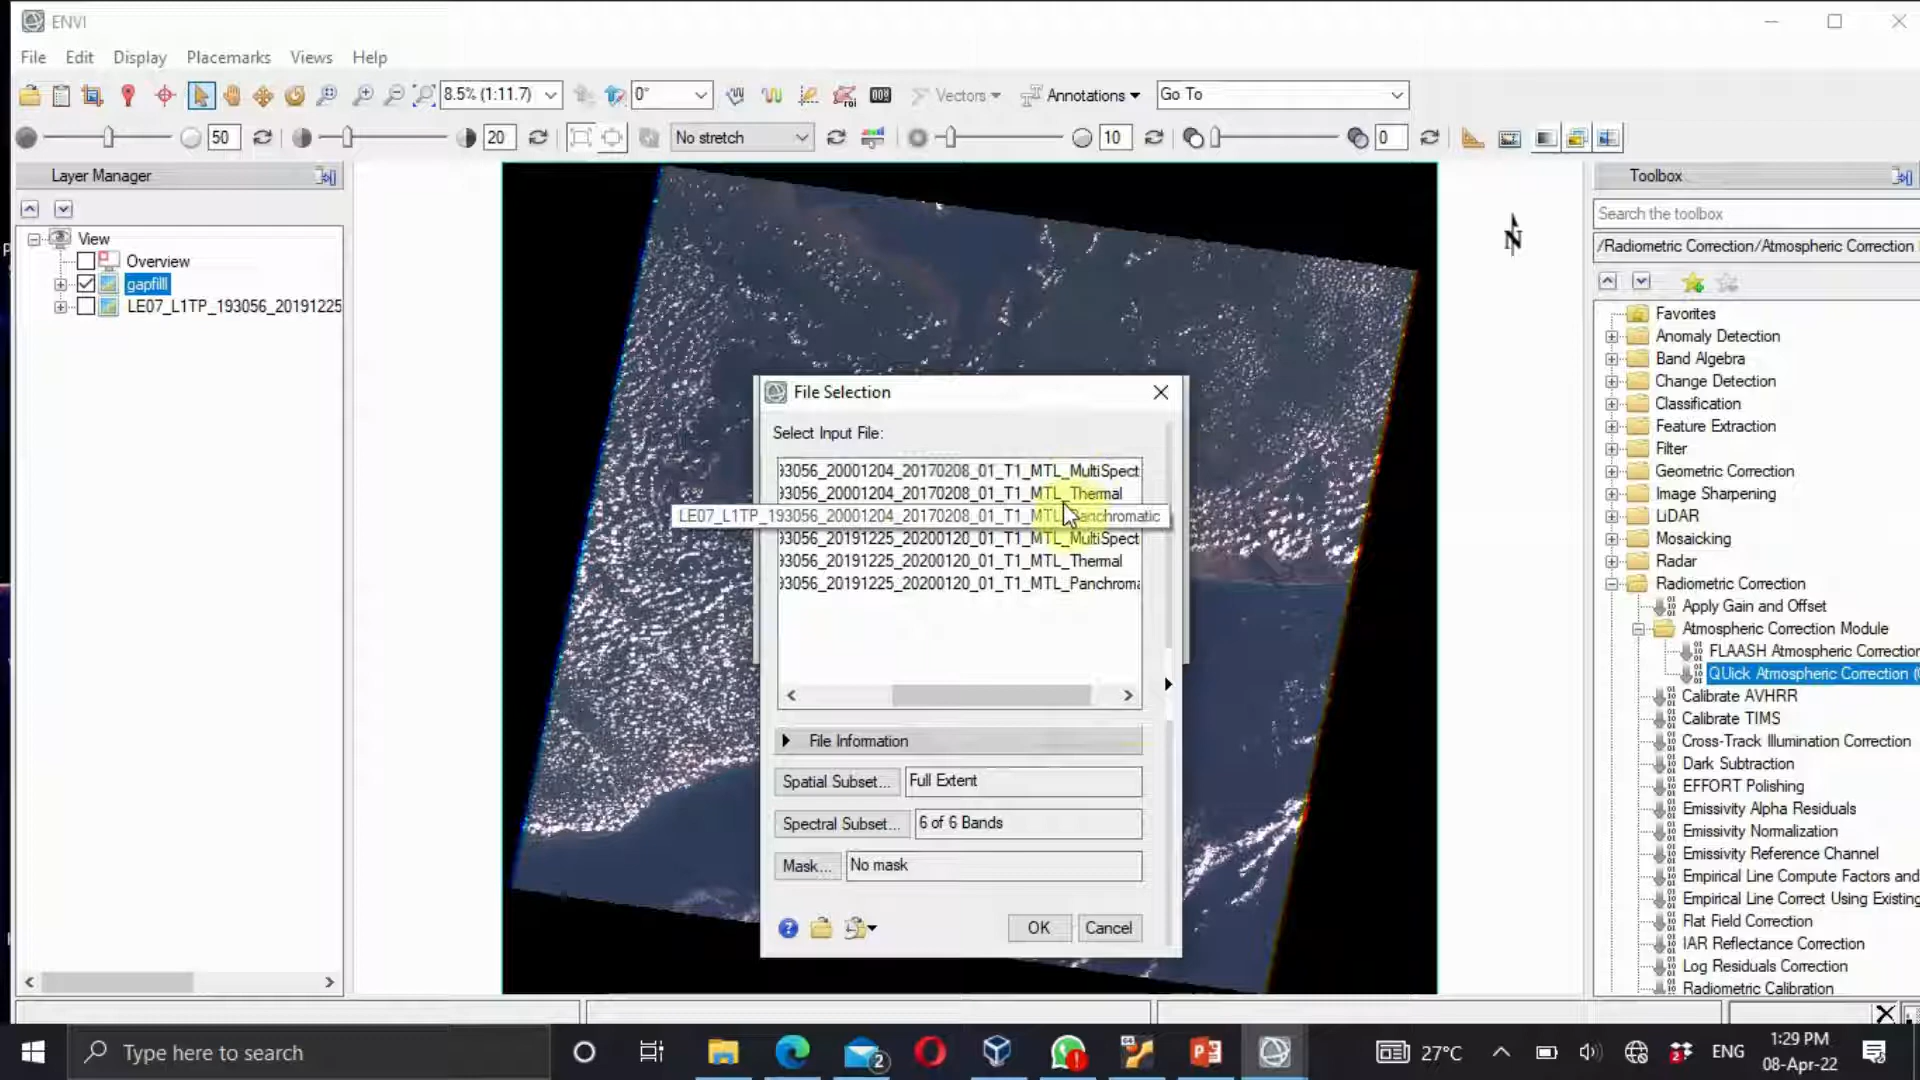 ENVI
File Edit Display Placemarks Views Help
8.5% (1:11.7) 0° Vectors Annotations Go To
50 20 No stretch 10 0
Layer Manager
View
Overview
gapfilll
LE07_L1TP_193056_20191225
N
Toolbox
Search the toolbox
/Radiometric Correction/Atmospheric Correction
Favorites
Anomaly Detection
Band Algebra
Change Detection
Classification
Feature Extraction
Filter
Geometric Correction
Image Sharpening
LiDAR
Mosaicking
Radar
Radiometric Correction
Apply Gain and Offset
Atmospheric Correction Module
FLAASH Atmospheric Correction
QUick Atmospheric Correction (
Calibrate AVHRR
Calibrate TIMS
Cross-Track Illumination Correction
Dark Subtraction
EFFORT Polishing
Emissivity Alpha Residuals
Emissivity Normalization
Emissivity Reference Channel
Empirical Line Compute Factors and
Empirical Line Correct Using Existing
Flat Field Correction
IAR Reflectance Correction
Log Residuals Correction
Radiometric Calibration
File Selection
Select Input File:
93056_20001204_20170208_01_T1_MTL_MultiSpect
93056_20001204_20170208_01_T1_MTL_Thermal
LE07_L1TP_193056_20001204_20170208_01_T1_MTL_Panchromatic
93056_20191225_20200120_01_T1_MTL_MultiSpect
93056_20191225_20200120_01_T1_MTL_Thermal
93056_20191225_20200120_01_T1_MTL_Panchroma
File Information
Spatial Subset... Full Extent
Spectral Subset... 6 of 6 Bands
Mask... No mask
OK Cancel
Type here to search
2
27°C
2
ENG
1:29 PM
08-Apr-22